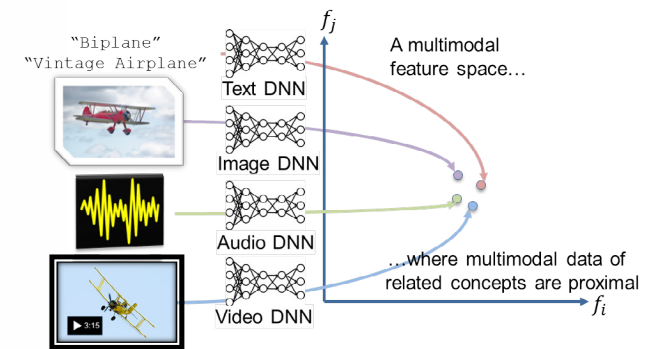 “Biplane”
“Vintage Airplane”
Text DNN
Image DNN
Audio DNN
Video DNN
3:15
f_j
A multimodal
feature space…
…where multimodal data of
related concepts are proximal
f_i